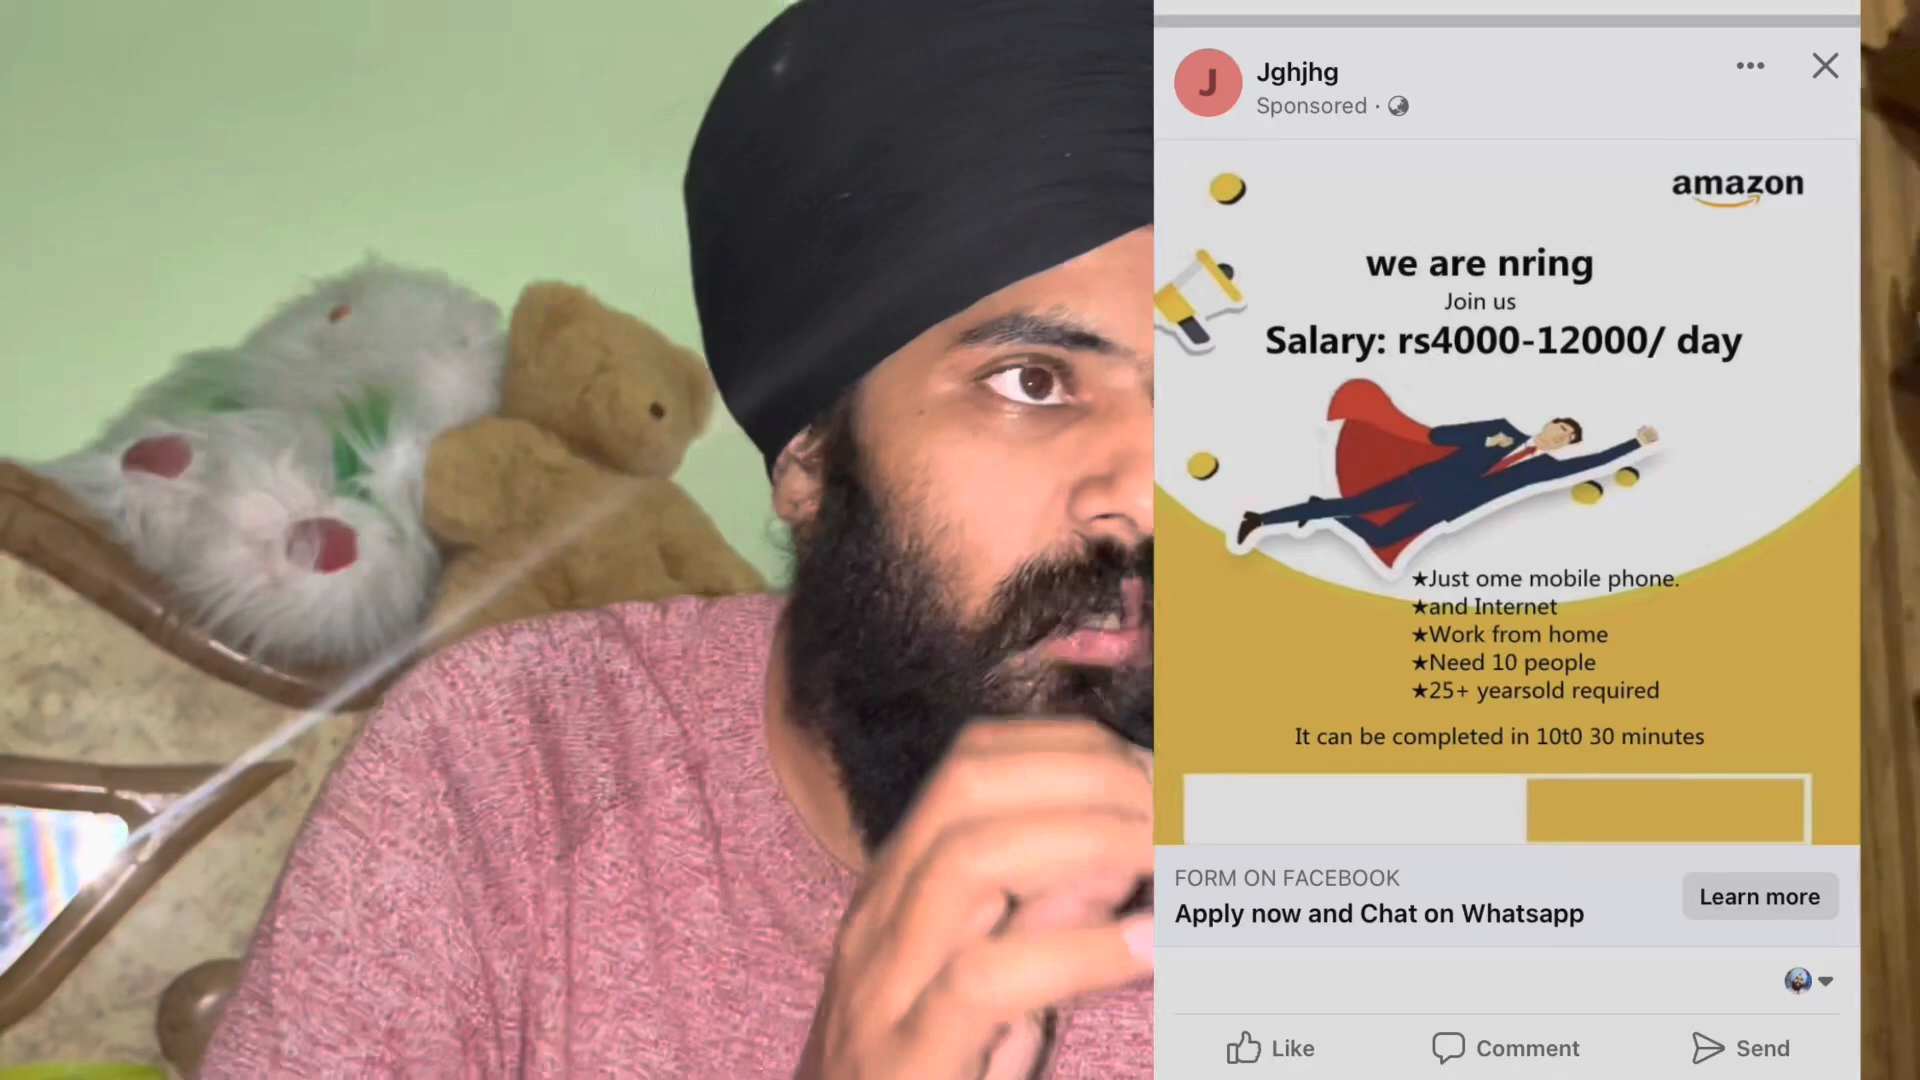 J
Jghjhg
Sponsored ·
amazon
we are nring
Join us
Salary: rs4000-12000/ day
★Just ome mobile phone.
★and Internet
★Work from home
★Need 10 people
★25+ yearsold required
It can be completed in 10t0 30 minutes
FORM ON FACEBOOK
Apply now and Chat on Whatsapp
Learn more
Like
Comment
Send